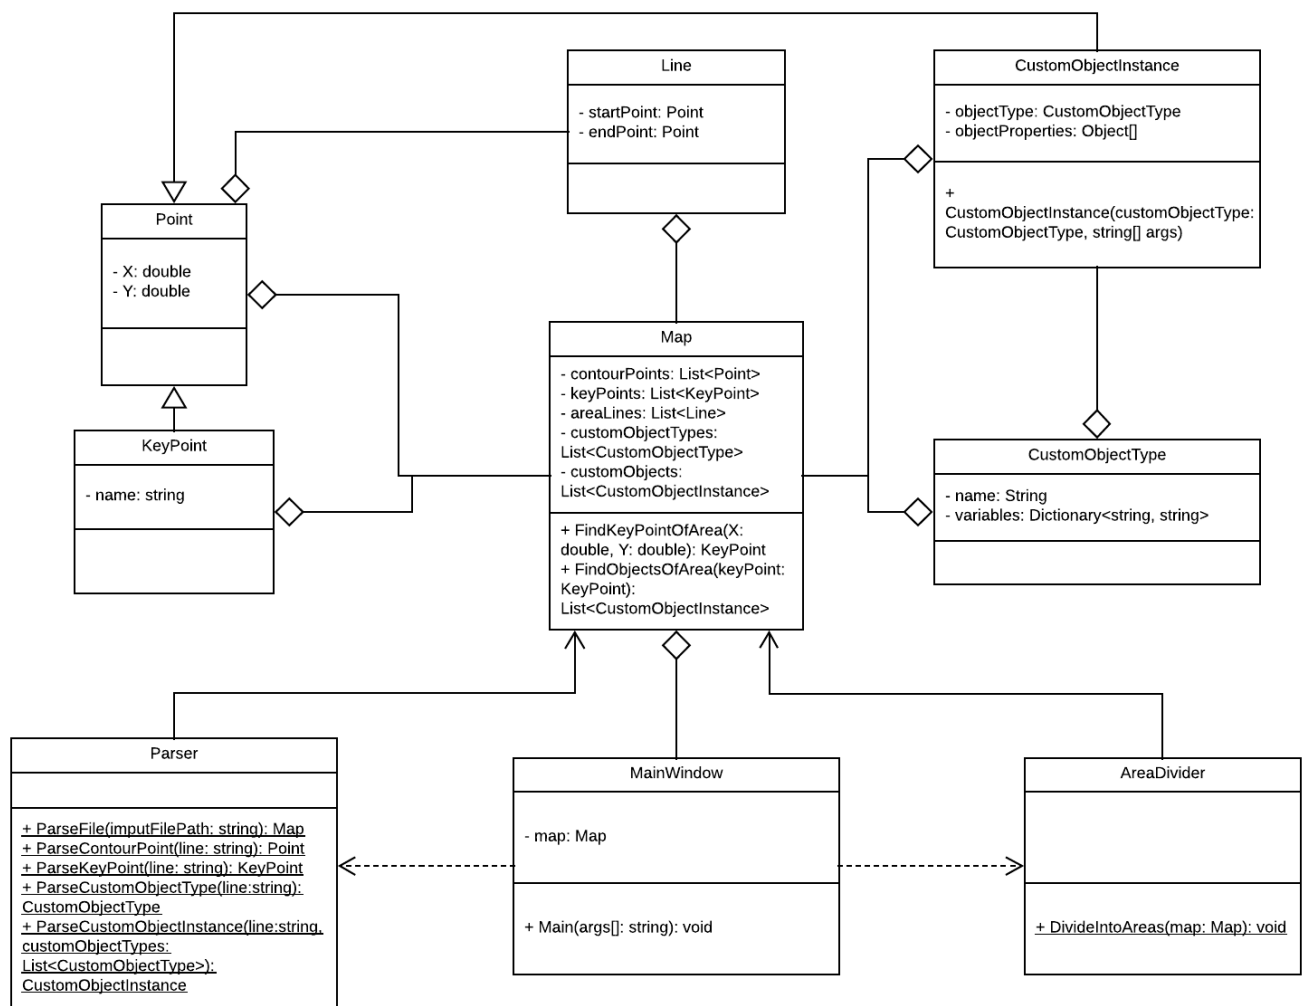 Line
- startPoint: Point
- endPoint: Point
CustomObjectInstance
- objectType: CustomObjectType
- objectProperties: Object[]
+
CustomObjectInstance(customObjectType:
CustomObjectType, string[] args)
Point
- X: double
- Y: double
Map
- contourPoints: List<Point>
- keyPoints: List<KeyPoint>
- areaLines: List<Line>
- customObjectTypes:
List<CustomObjectType>
- customObjects:
List<CustomObjectInstance>
+ FindKeyPointOfArea(X:
double, Y: double): KeyPoint
+ FindObjectsOfArea(keyPoint:
KeyPoint):
List<CustomObjectInstance>
KeyPoint
- name: string
CustomObjectType
- name: String
- variables: Dictionary<string, string>
Parser
+ ParseFile(imputFilePath: string): Map
+ ParseContourPoint(line: string): Point
+ ParseKeyPoint(line: string): KeyPoint
+ ParseCustomObjectType(line:string):
CustomObjectType
+ ParseCustomObjectInstance(line:string,
customObjectTypes:
List<CustomObjectType>):
CustomObjectInstance
MainWindow
- map: Map
+ Main(args[]: string): void
AreaDivider
+ DivideIntoAreas(map: Map): void